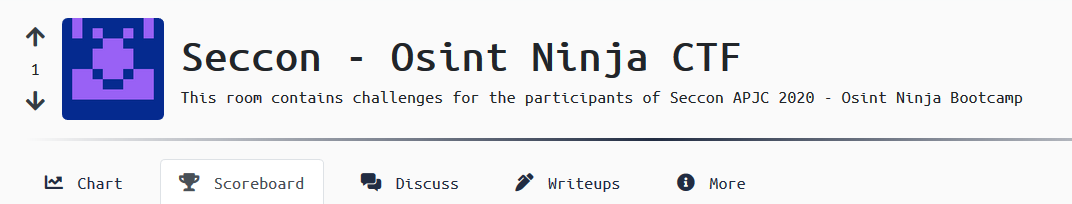 Seccon - Osint Ninja CTF
1
This room contains challenges for the participants of Seccon APJC 2020 - Osint Ninja Bootcamp
Chart Scoreboard Discuss Writeups More